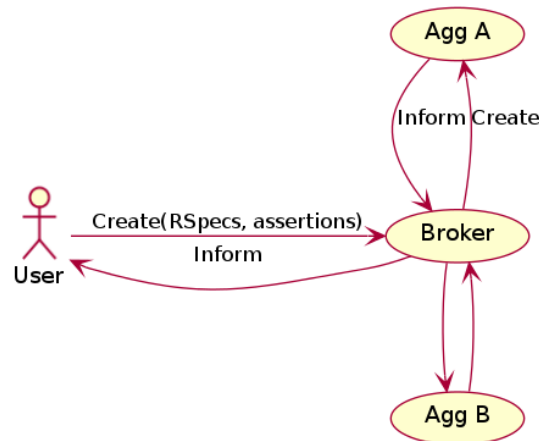 Agg A
Inform Create
Create(RSpecs, assertions)
Broker
Inform
User
Agg B